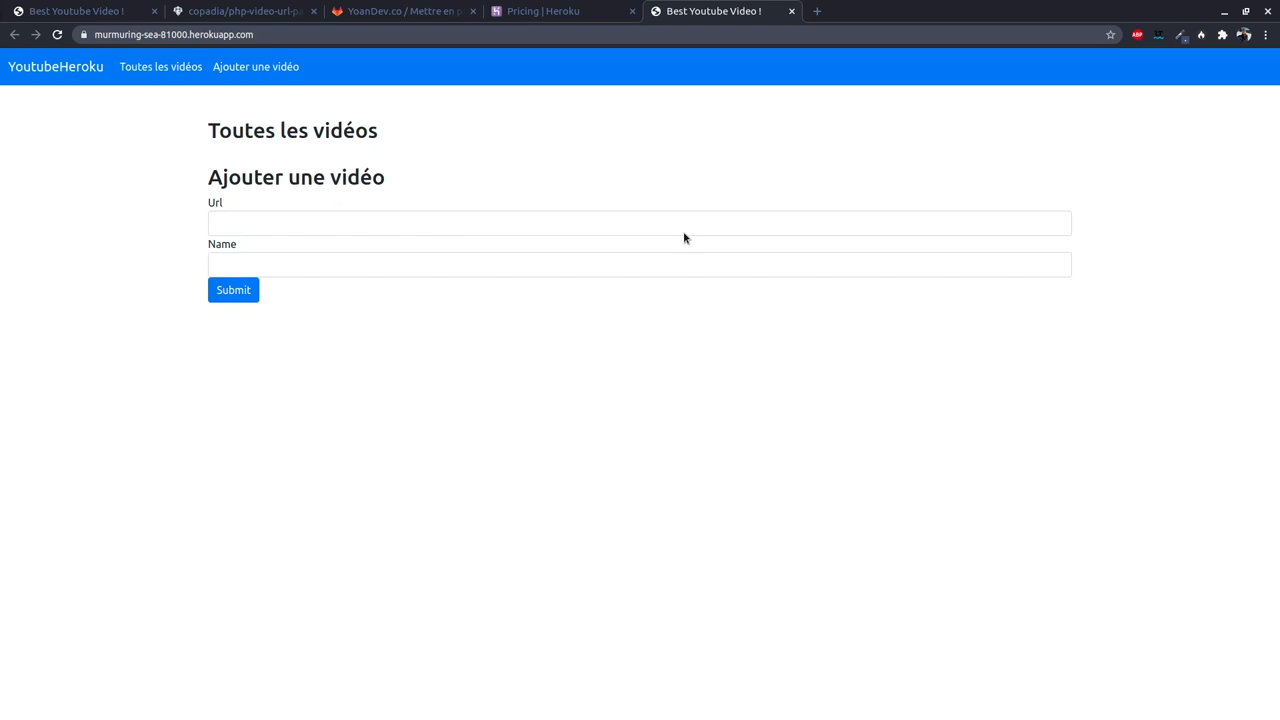 Best Youtube Video !
copadia/php-video-url-pa
YoanDev.co / Mettre en p
Pricing | Heroku
Best Youtube Video !
murmuring-sea-81000.herokuapp.com
ABP
YoutubeHeroku
Toutes les vidéos
Ajouter une vidéo
Toutes les vidéos
Ajouter une vidéo
Url
Name
Submit